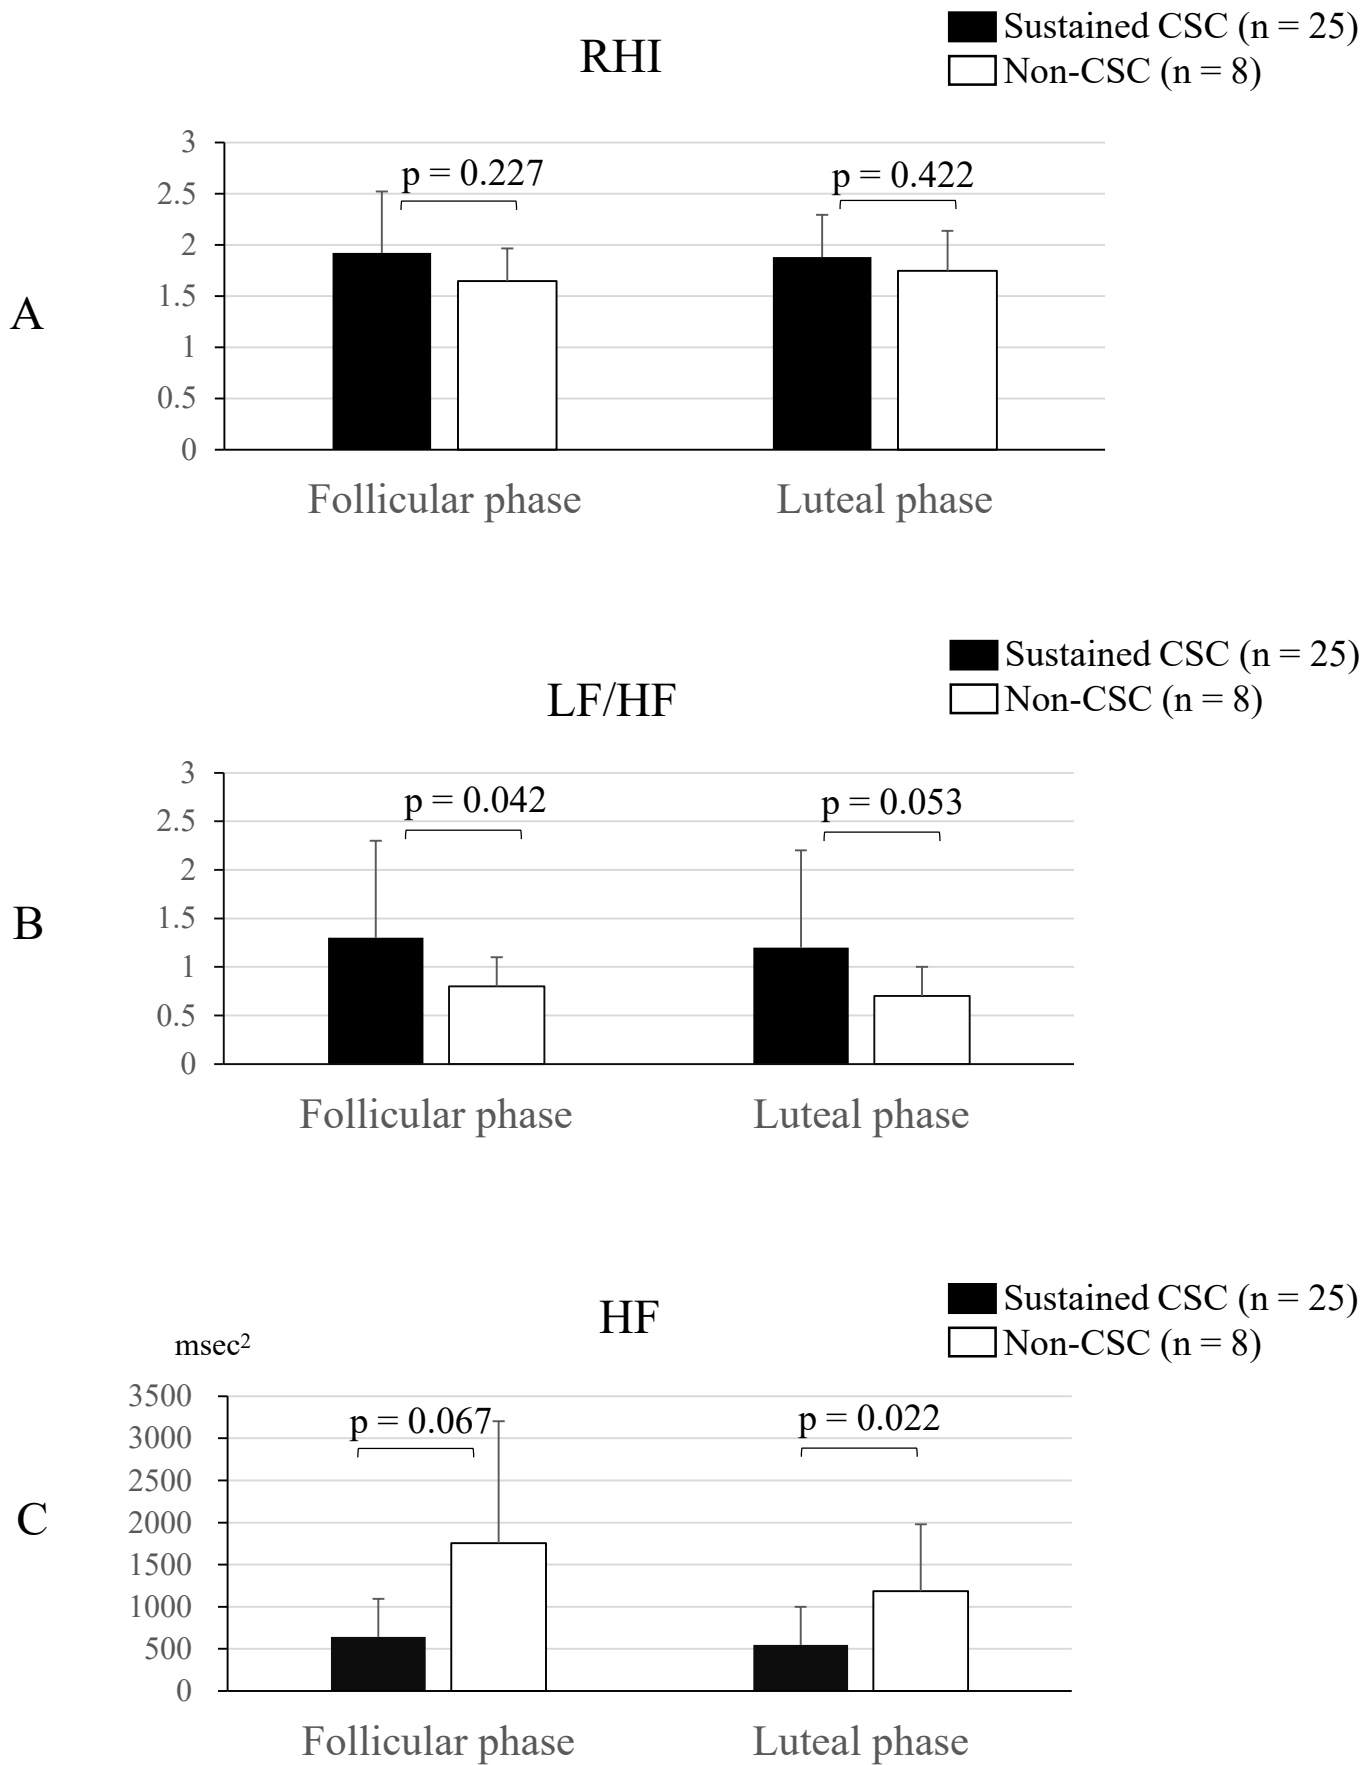 RHI
Sustained CSC (n = 25)
Non-CSC (n = 8)
A
3
2.5
2
1.5
1
0.5
0
p = 0.227
p = 0.422
Follicular phase
Luteal phase
LF/HF
Sustained CSC (n = 25)
Non-CSC (n = 8)
B
3
2.5
2
1.5
1
0.5
0
p = 0.042
p = 0.053
Follicular phase
Luteal phase
HF
Sustained CSC (n = 25)
Non-CSC (n = 8)
msec²
C
3500
3000
2500
2000
1500
1000
500
0
p = 0.067
p = 0.022
Follicular phase
Luteal phase